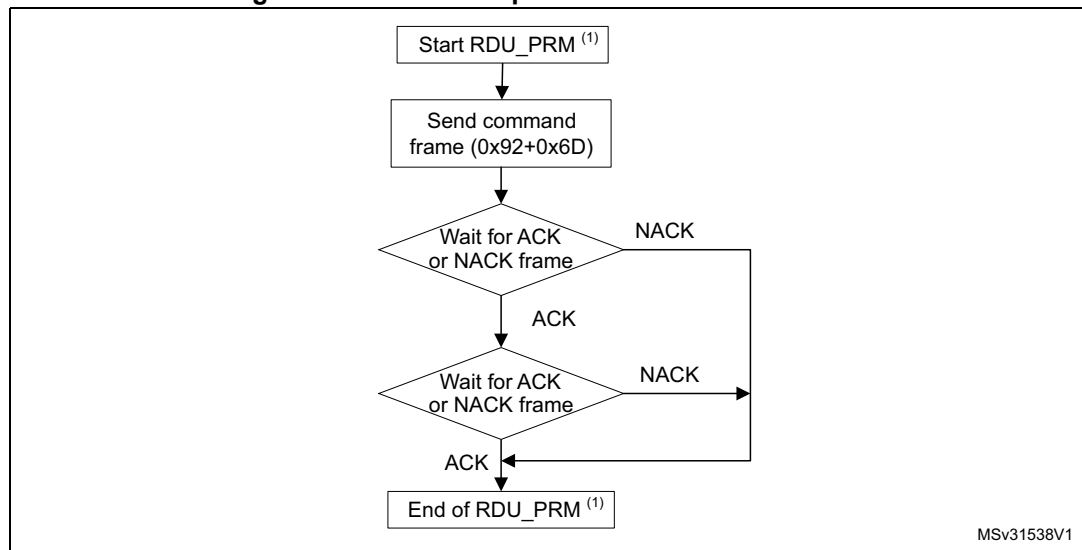 Start RDU_PRM (1)
Send command
frame (0x92+0x6D)
Wait for ACK
or NACK frame
NACK
ACK
Wait for ACK
or NACK frame
NACK
ACK
End of RDU_PRM (1)
MSv31538V1